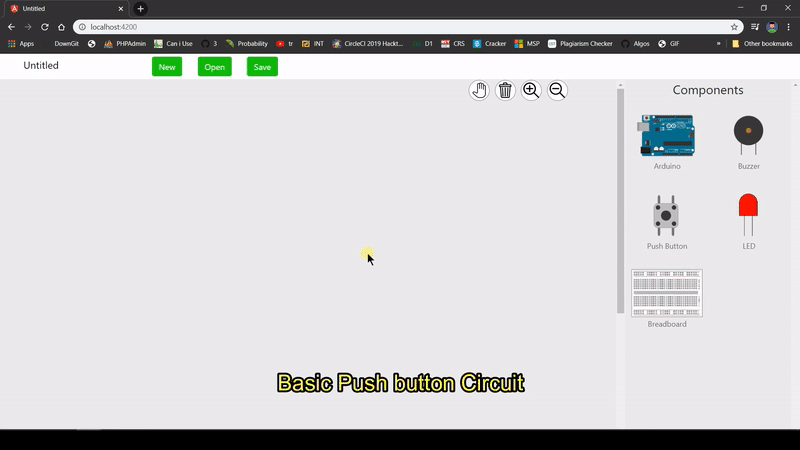 Untitled
localhost:4200
Apps DownGit PHPAdmin Can i Use 3 Probability tr INT CircleCI 2019 Hackt... D1 CRS Cracker MSP Plagiarism Checker Algos GIF » Other bookmarks
Untitled New Open Save
Components
Arduino Buzzer
Push Button LED
Breadboard
Basic Push button Circuit